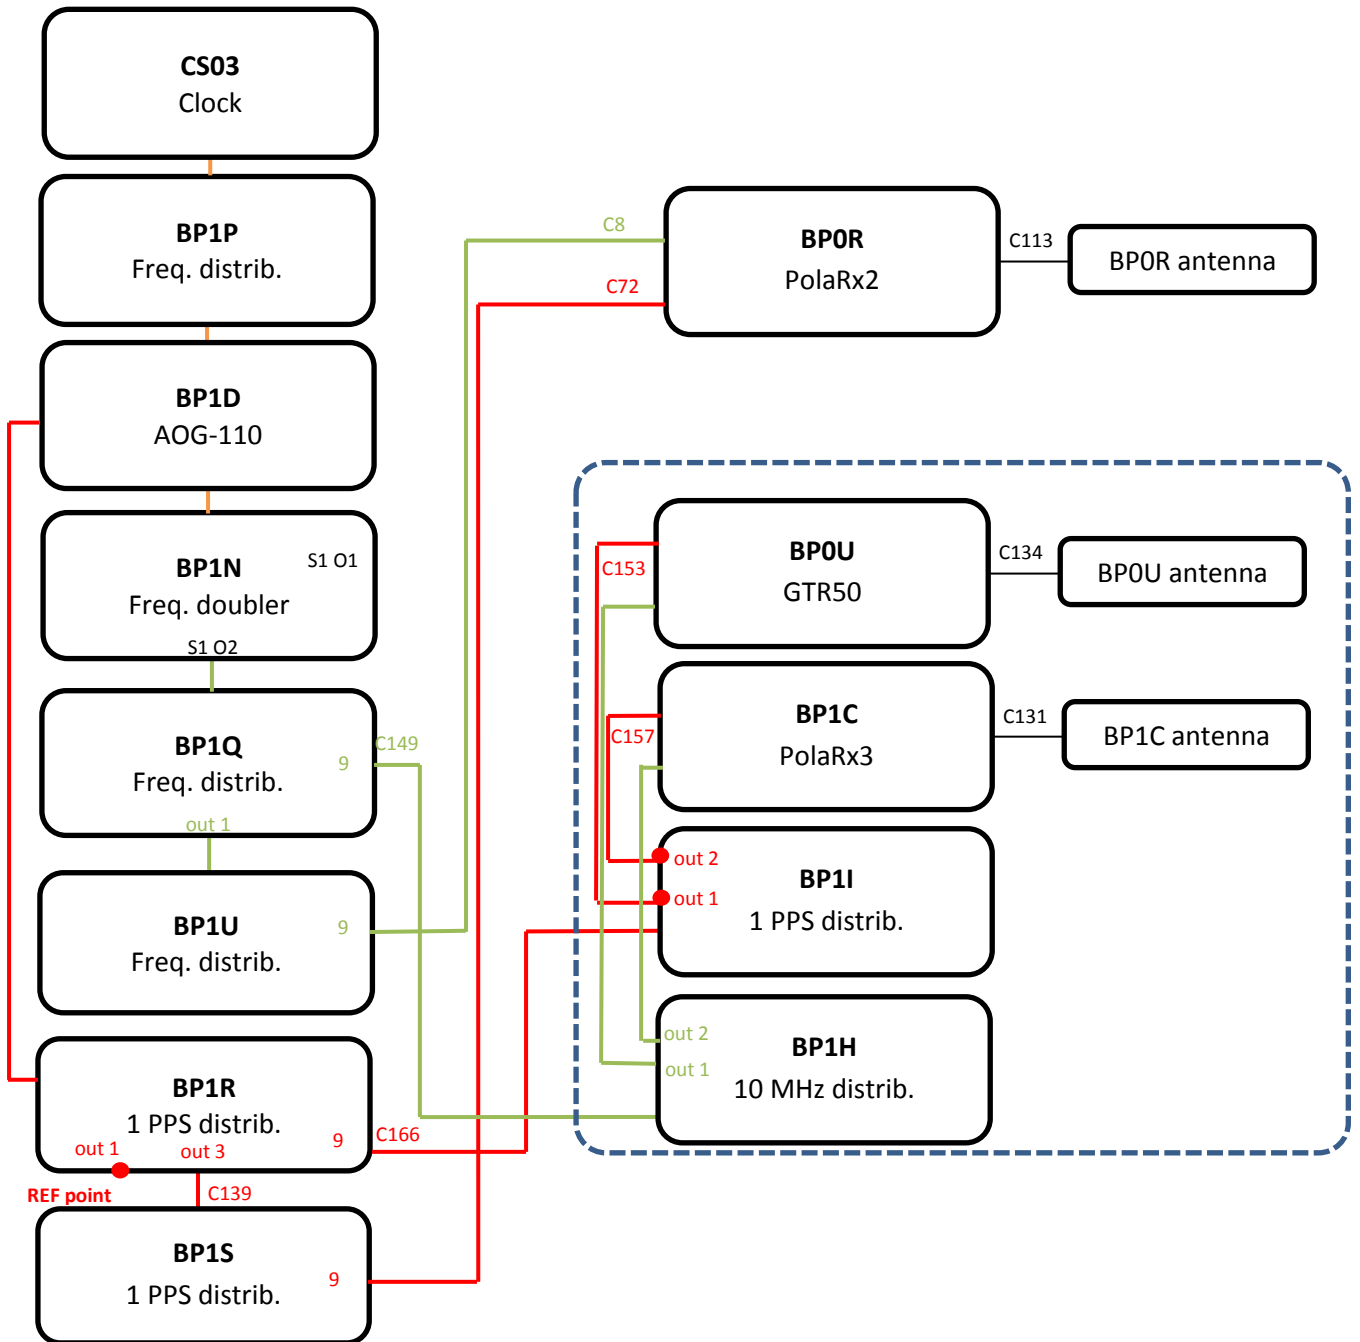 CS03
Clock
BP1P
Freq. distrib.
BP1D
AOG-110
BP1N
S1 O1
Freq. doubler
S1 O2
BP1Q
C149
9
Freq. distrib.
out 1
BP1U
9
Freq. distrib.
BP1R
1 PPS distrib.
9
C166
out 1
out 3
REF point
C139
BP1S
9
1 PPS distrib.
C8
C72
BP0R
PolaRx2
C113
BP0R antenna
C153
BP0U
GTR50
C134
BP0U antenna
C157
BP1C
PolaRx3
C131
BP1C antenna
out 2
out 1
BP1I
1 PPS distrib.
out 2
out 1
BP1H
10 MHz distrib.